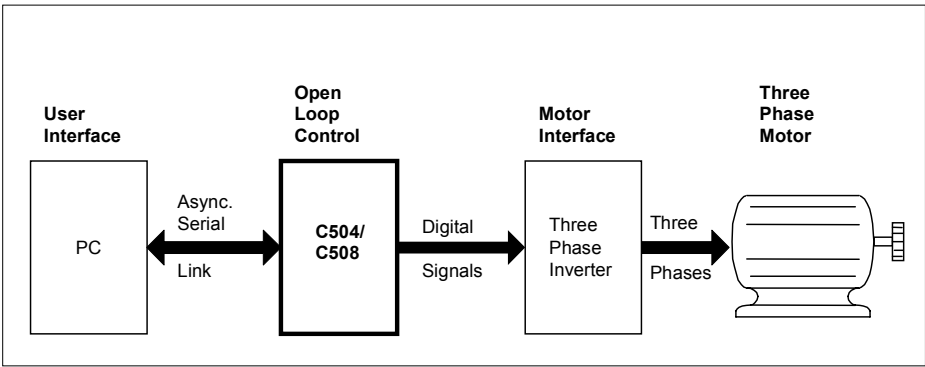 User
Interface
Open
Loop
Control
Motor
Interface
Three
Phase
Motor
PC
Async.
Serial
Link
C504/
C508
Digital
Signals
Three
Phase
Inverter
Three
Phases